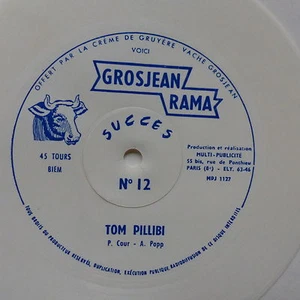 OFFERT PAR LA CRÈME DE GRUYÈRE VACHE GROSJEAN
VOICI
GROSJEAN
RAMA
SUCCÈS
45 TOURS
BIEM
N° 12
Production et réalisation
MULTI-PUBLICITÉ
55 bis, rue de Ponthieu
PARIS (8e) - ELY. 63-46
MPJ 1127
TOM PILLIBI
P. Cour - A. Popp
TOUS DROITS DU PRODUCTEUR RÉSERVÉS, DUPLICATION, EXÉCUTION PUBLIQUE RADIODIFFUSION DE CE DISQUE INTERDITS